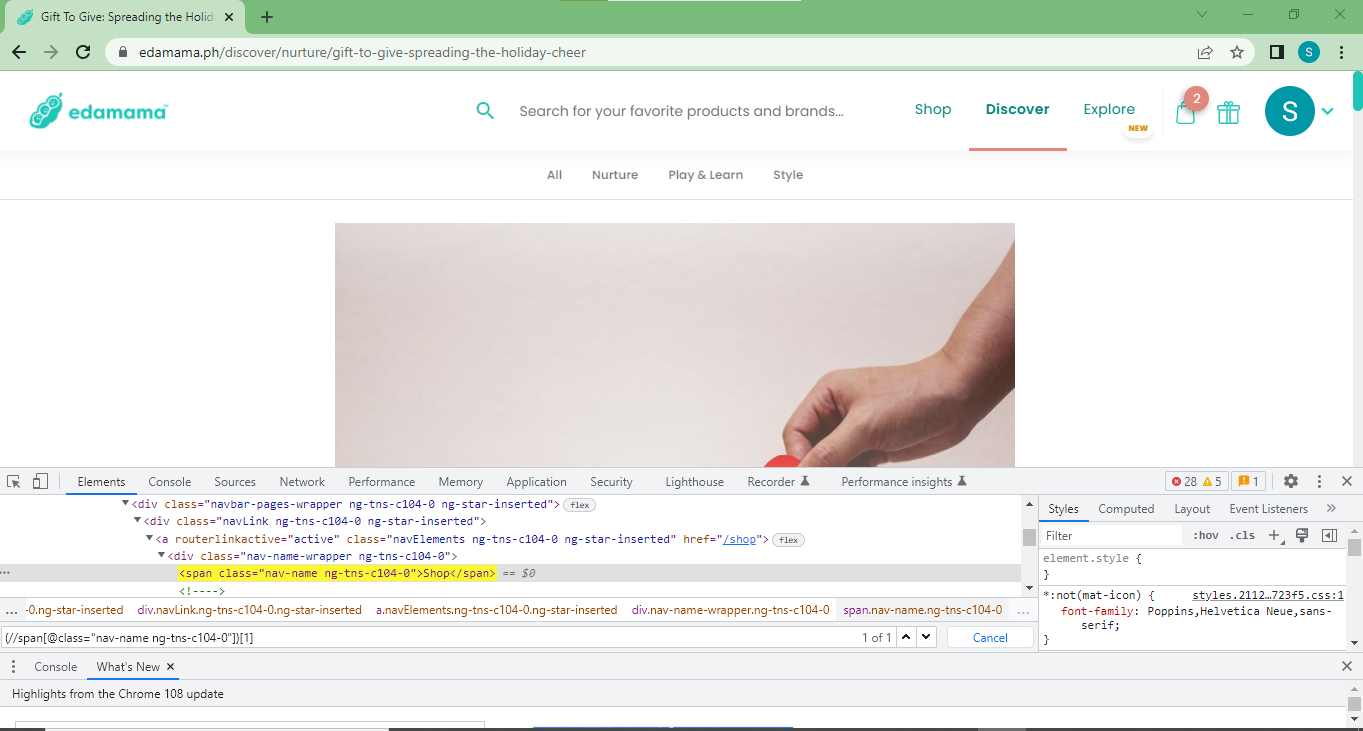 Gift To Give: Spreading the Holid
edamama.ph/discover/nurture/gift-to-give-spreading-the-holiday-cheer
S
edamama™
Search for your favorite products and brands...
Shop
Discover
Explore
NEW
2
S
All Nurture Play & Learn Style
Elements Console Sources Network Performance Memory Application Security Lighthouse Recorder Performance insights 28 5 1
<div class="navbar-pages-wrapper ng-tns-c104-0 ng-star-inserted"> flex
<div class="navLink ng-tns-c104-0 ng-star-inserted">
<a routerlinkactive="active" class="navElements ng-tns-c104-0 ng-star-inserted" href="/shop"> flex
<div class="nav-name-wrapper ng-tns-c104-0">
<span class="nav-name ng-tns-c104-0">Shop</span> == $0
<!---->
... -0.ng-star-inserted div.navLink.ng-tns-c104-0.ng-star-inserted a.navElements.ng-tns-c104-0.ng-star-inserted div.nav-name-wrapper.ng-tns-c104-0 span.nav-name.ng-tns-c104-0 ...
(//span[@class="nav-name ng-tns-c104-0"])[1] 1 of 1 Cancel
Styles Computed Layout Event Listeners
Filter :hov .cls
element.style {
}
*:not(mat-icon) { styles.2112…723f5.css:1
font-family: Poppins,Helvetica Neue,sans-
serif;
}
Console What's New
Highlights from the Chrome 108 update